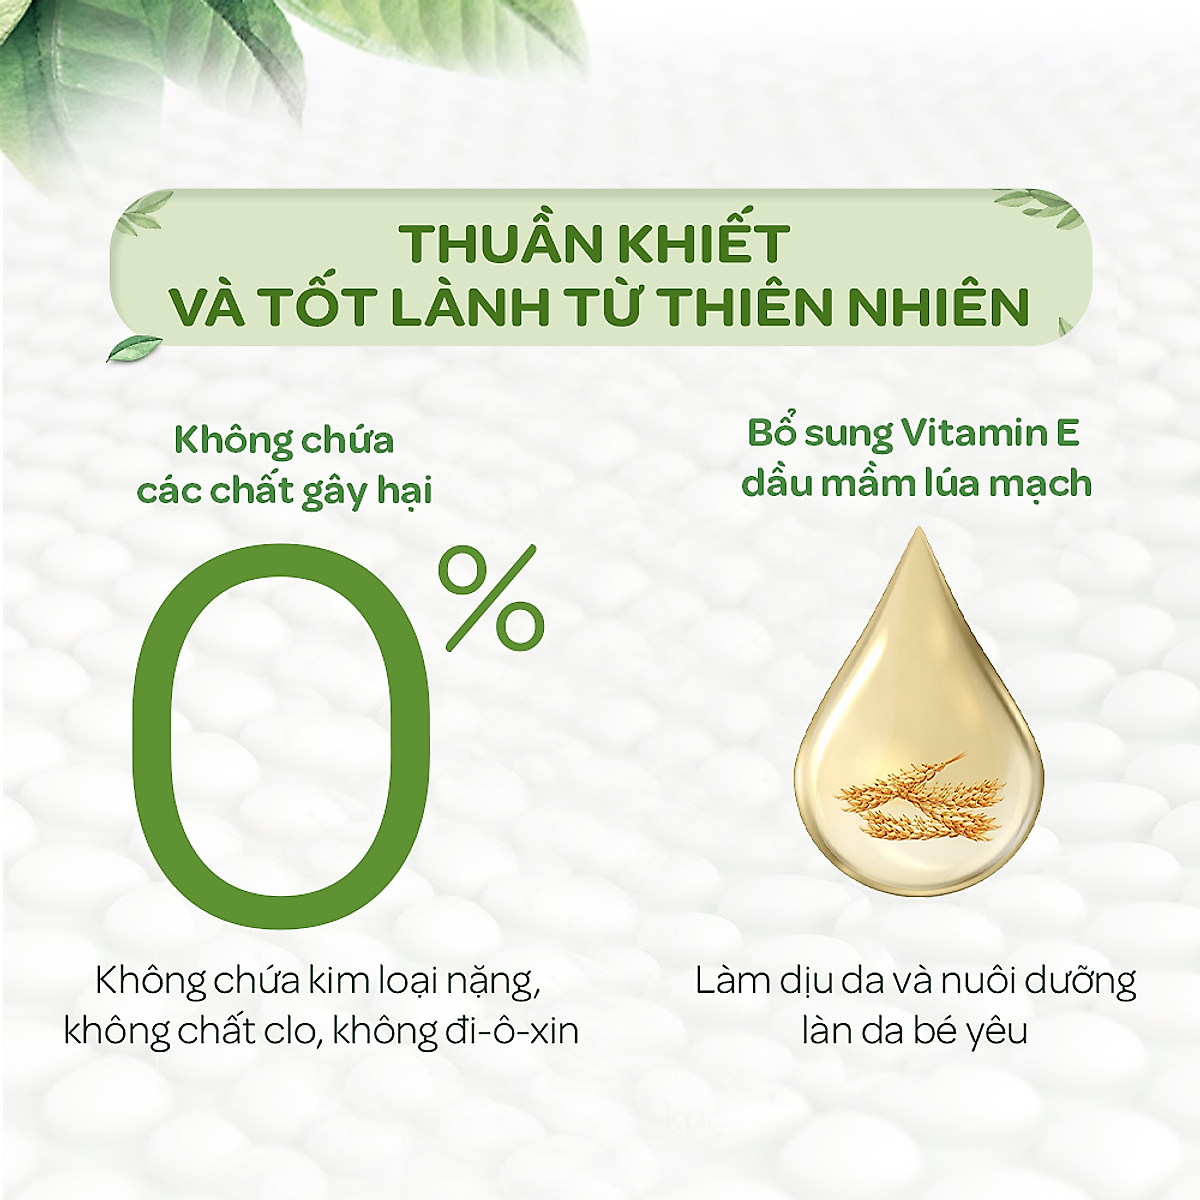 THUẦN KHIẾT
VÀ TỐT LÀNH TỪ THIÊN NHIÊN
Không chứa
các chất gây hại
0%
Không chứa kim loại nặng,
không chất clo, không đi-ô-xin
Bổ sung Vitamin E
dầu mầm lúa mạch
Làm dịu da và nuôi dưỡng
làn da bé yêu